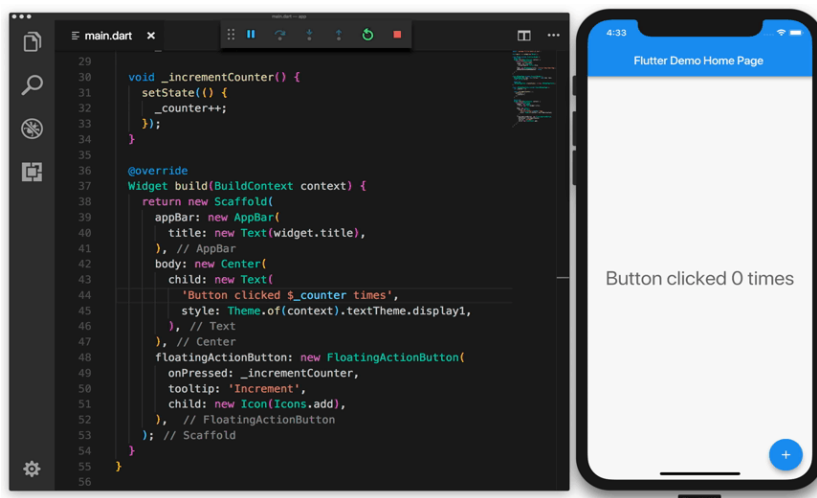 main.dart — app
main.dart
29
30 void _incrementCounter() {
31 setState(() {
32 _counter++;
33 });
34 }
35
36 @override
37 Widget build(BuildContext context) {
38 return new Scaffold(
39 appBar: new AppBar(
40 title: new Text(widget.title),
41 ), // AppBar
42 body: new Center(
43 child: new Text(
44 'Button clicked $_counter times',
45 style: Theme.of(context).textTheme.display1,
46 ), // Text
47 ), // Center
48 floatingActionButton: new FloatingActionButton(
49 onPressed: _incrementCounter,
50 tooltip: 'Increment',
51 child: new Icon(Icons.add),
52 ), // FloatingActionButton
53 ); // Scaffold
54 }
55 }
56
4:33
Flutter Demo Home Page
Button clicked 0 times
+